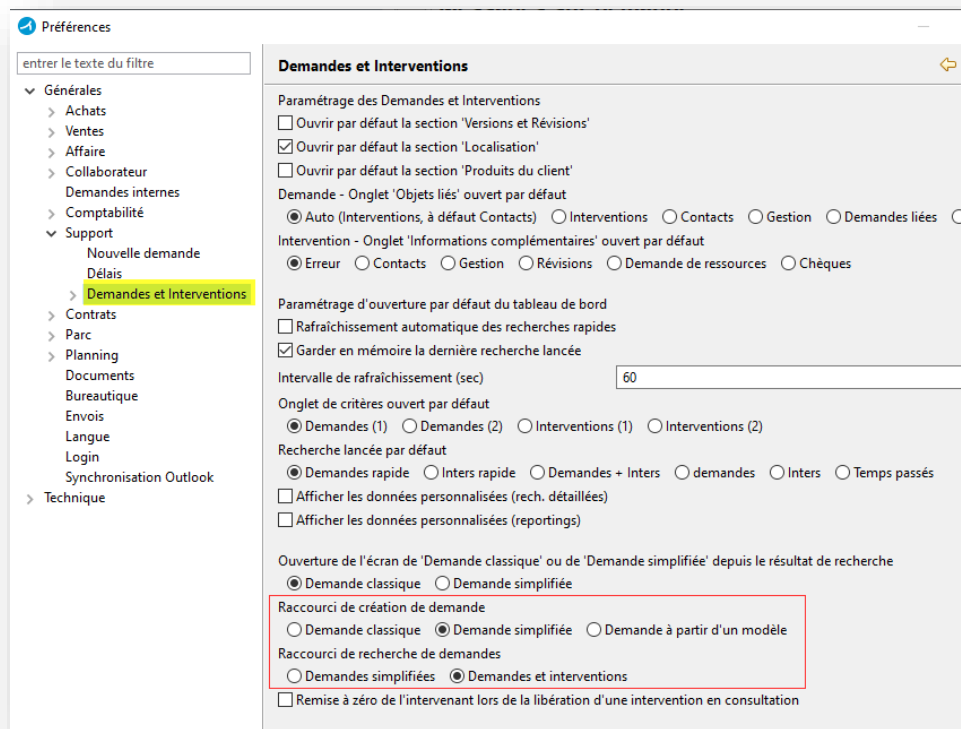 Préférences
entrer le texte du filtre
Générales
Achats
Ventes
Affaire
Collaborateur
Demandes internes
Comptabilité
Support
Nouvelle demande
Délais
Demandes et Interventions
Contrats
Parc
Planning
Documents
Bureautique
Envois
Langue
Login
Synchronisation Outlook
Technique
Demandes et Interventions
Paramétrage des Demandes et Interventions
Ouvrir par défaut la section 'Versions et Révisions'
Ouvrir par défaut la section 'Localisation'
Ouvrir par défaut la section 'Produits du client'
Demande - Onglet 'Objets liés' ouvert par défaut
Auto (Interventions, à défaut Contacts) Interventions Contacts Gestion Demandes liées
Intervention - Onglet 'Informations complémentaires' ouvert par défaut
Erreur Contacts Gestion Révisions Demande de ressources Chèques
Paramétrage d'ouverture par défaut du tableau de bord
Rafraîchissement automatique des recherches rapides
Garder en mémoire la dernière recherche lancée
Intervalle de rafraîchissement (sec) 60
Onglet de critères ouvert par défaut
Demandes (1) Demandes (2) Interventions (1) Interventions (2)
Recherche lancée par défaut
Demandes rapide Inters rapide Demandes + Inters demandes Inters Temps passés
Afficher les données personnalisées (rech. détaillées)
Afficher les données personnalisées (reportings)
Ouverture de l'écran de 'Demande classique' ou de 'Demande simplifiée' depuis le résultat de recherche
Demande classique Demande simplifiée
Raccourci de création de demande
Demande classique Demande simplifiée Demande à partir d'un modèle
Raccourci de recherche de demandes
Demandes simplifiées Demandes et interventions
Remise à zéro de l'intervenant lors de la libération d'une intervention en consultation